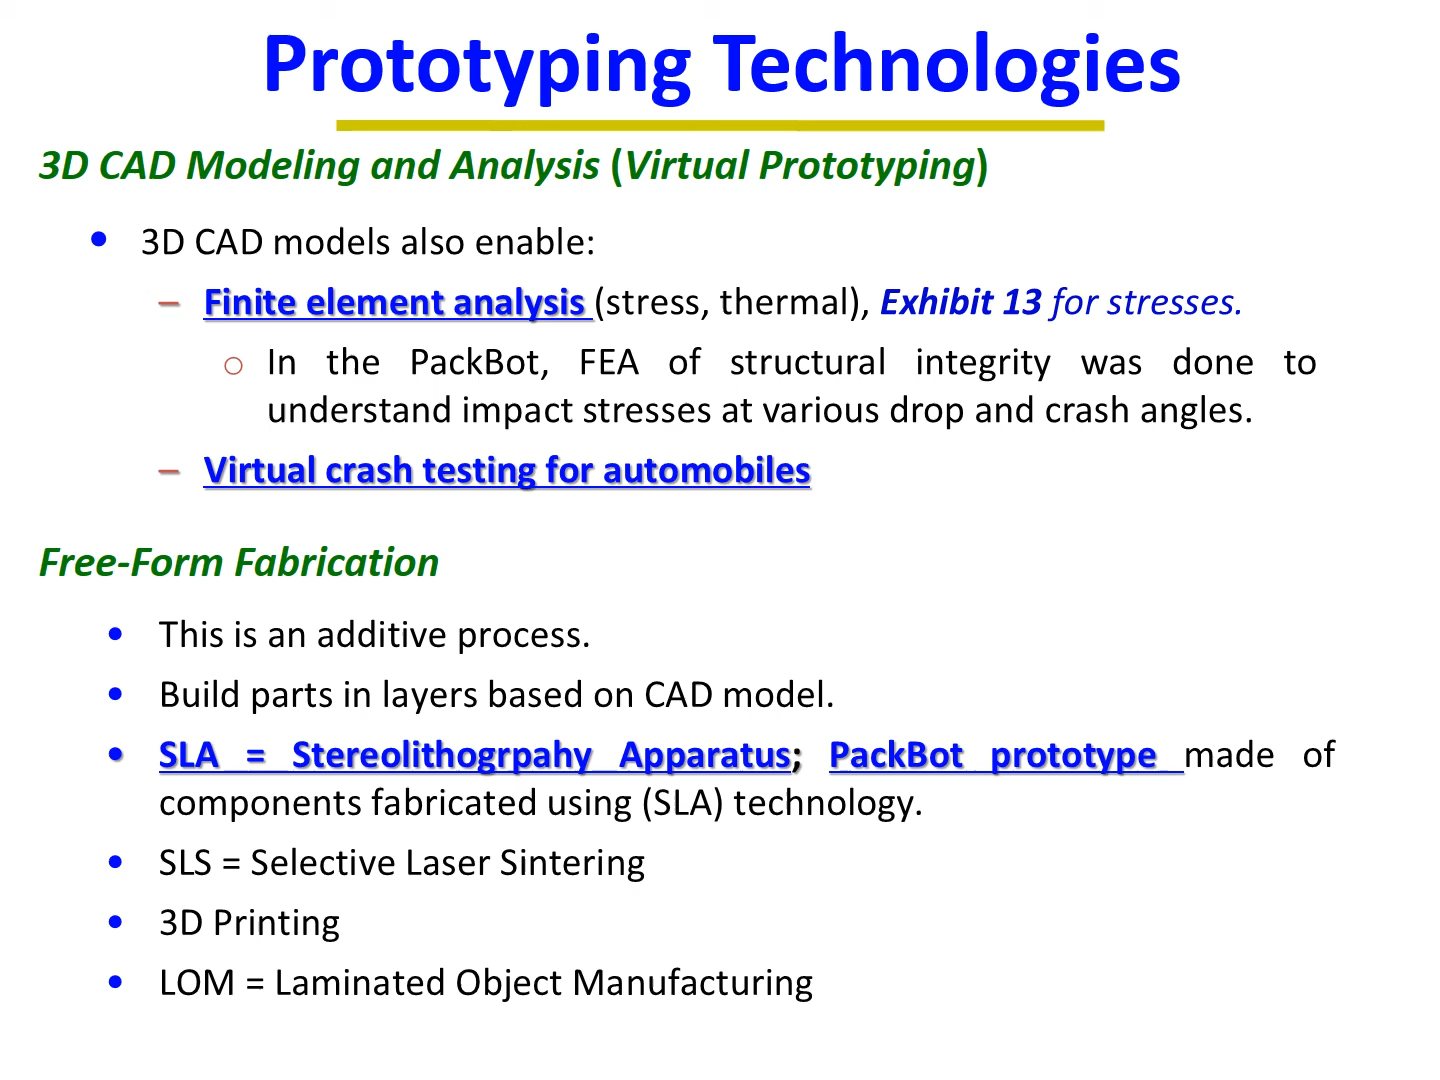 Prototyping Technologies
3D CAD Modeling and Analysis (Virtual Prototyping)
• 3D CAD models also enable:
– Finite element analysis (stress, thermal), Exhibit 13 for stresses.
o In the PackBot, FEA of structural integrity was done to
understand impact stresses at various drop and crash angles.
– Virtual crash testing for automobiles
Free-Form Fabrication
• This is an additive process.
• Build parts in layers based on CAD model.
• SLA = Stereolithogrpahy Apparatus; PackBot prototype made of
components fabricated using (SLA) technology.
• SLS = Selective Laser Sintering
• 3D Printing
• LOM = Laminated Object Manufacturing